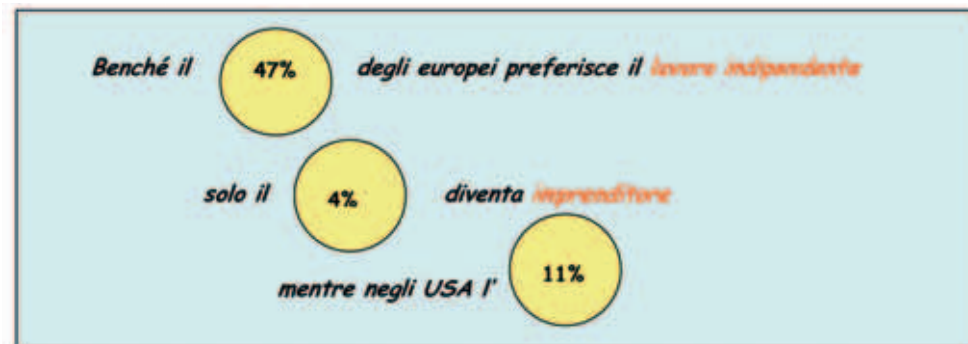 Benché il 47% degli europei preferisce il lavoro indipendente
solo il 4% diventa imprenditore
mentre negli USA l' 11%